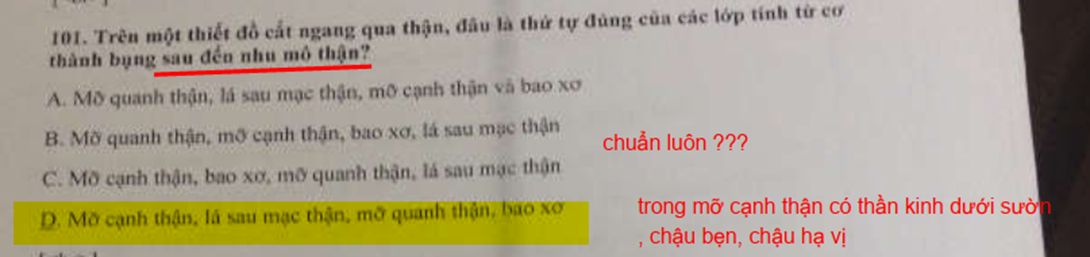 101. Trên một thiết đồ cắt ngang qua thận, đâu là thứ tự đúng của các lớp tính từ cơ
thành bụng sau đến nhu mô thận?
A. Mỡ quanh thận, lá sau mạc thận, mỡ cạnh thận và bao xơ
B. Mỡ quanh thận, mỡ cạnh thận, bao xơ, lá sau mạc thận
chuẩn luôn ???
C. Mỡ cạnh thận, bao xơ, mỡ quanh thận, lá sau mạc thận
D. Mỡ cạnh thận, lá sau mạc thận, mỡ quanh thận, bao xơ
trong mỡ cạnh thận có thần kinh dưới sườn
, chậu bẹn, chậu hạ vị